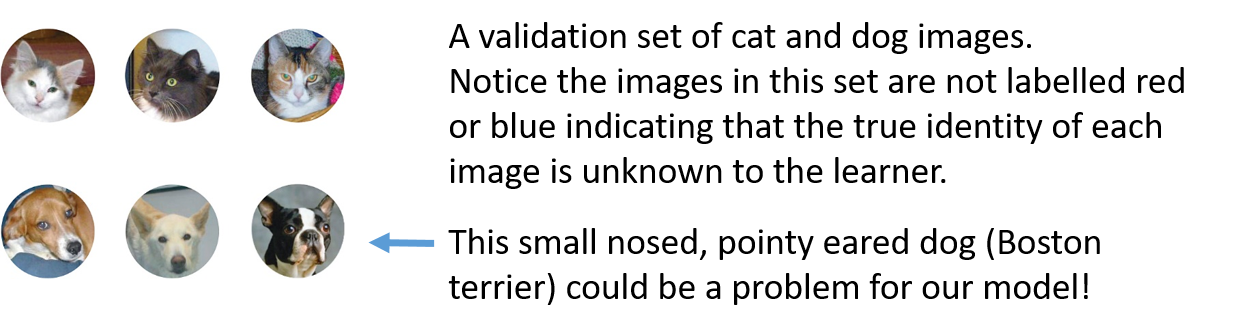 A validation set of cat and dog images.
Notice the images in this set are not labelled red
or blue indicating that the true identity of each
image is unknown to the learner.
This small nosed, pointy eared dog (Boston
terrier) could be a problem for our model!